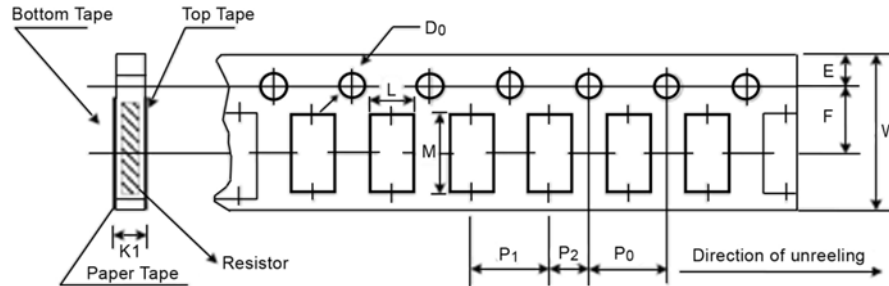 Bottom Tape
Top Tape
D0
E
L
F
W
M
K1
Resistor
Paper Tape
P1
P2
P0
Direction of unreeling